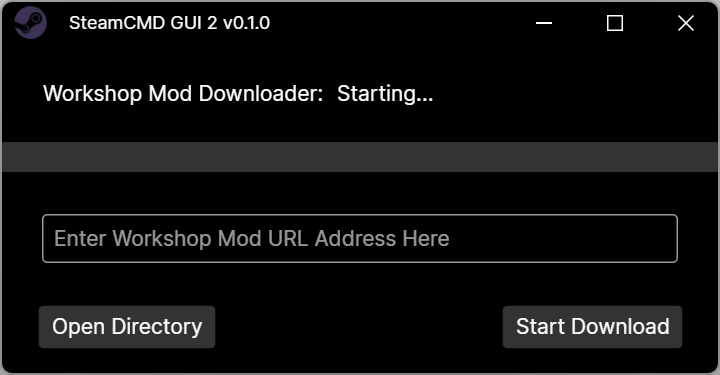 SteamCMD GUI 2 v0.1.0
Workshop Mod Downloader: Starting...
Enter Workshop Mod URL Address Here
Open Directory Start Download